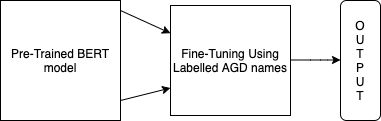 Pre-Trained BERT
model
Fine-Tuning Using
Labelled AGD names
O
U
T
P
U
T